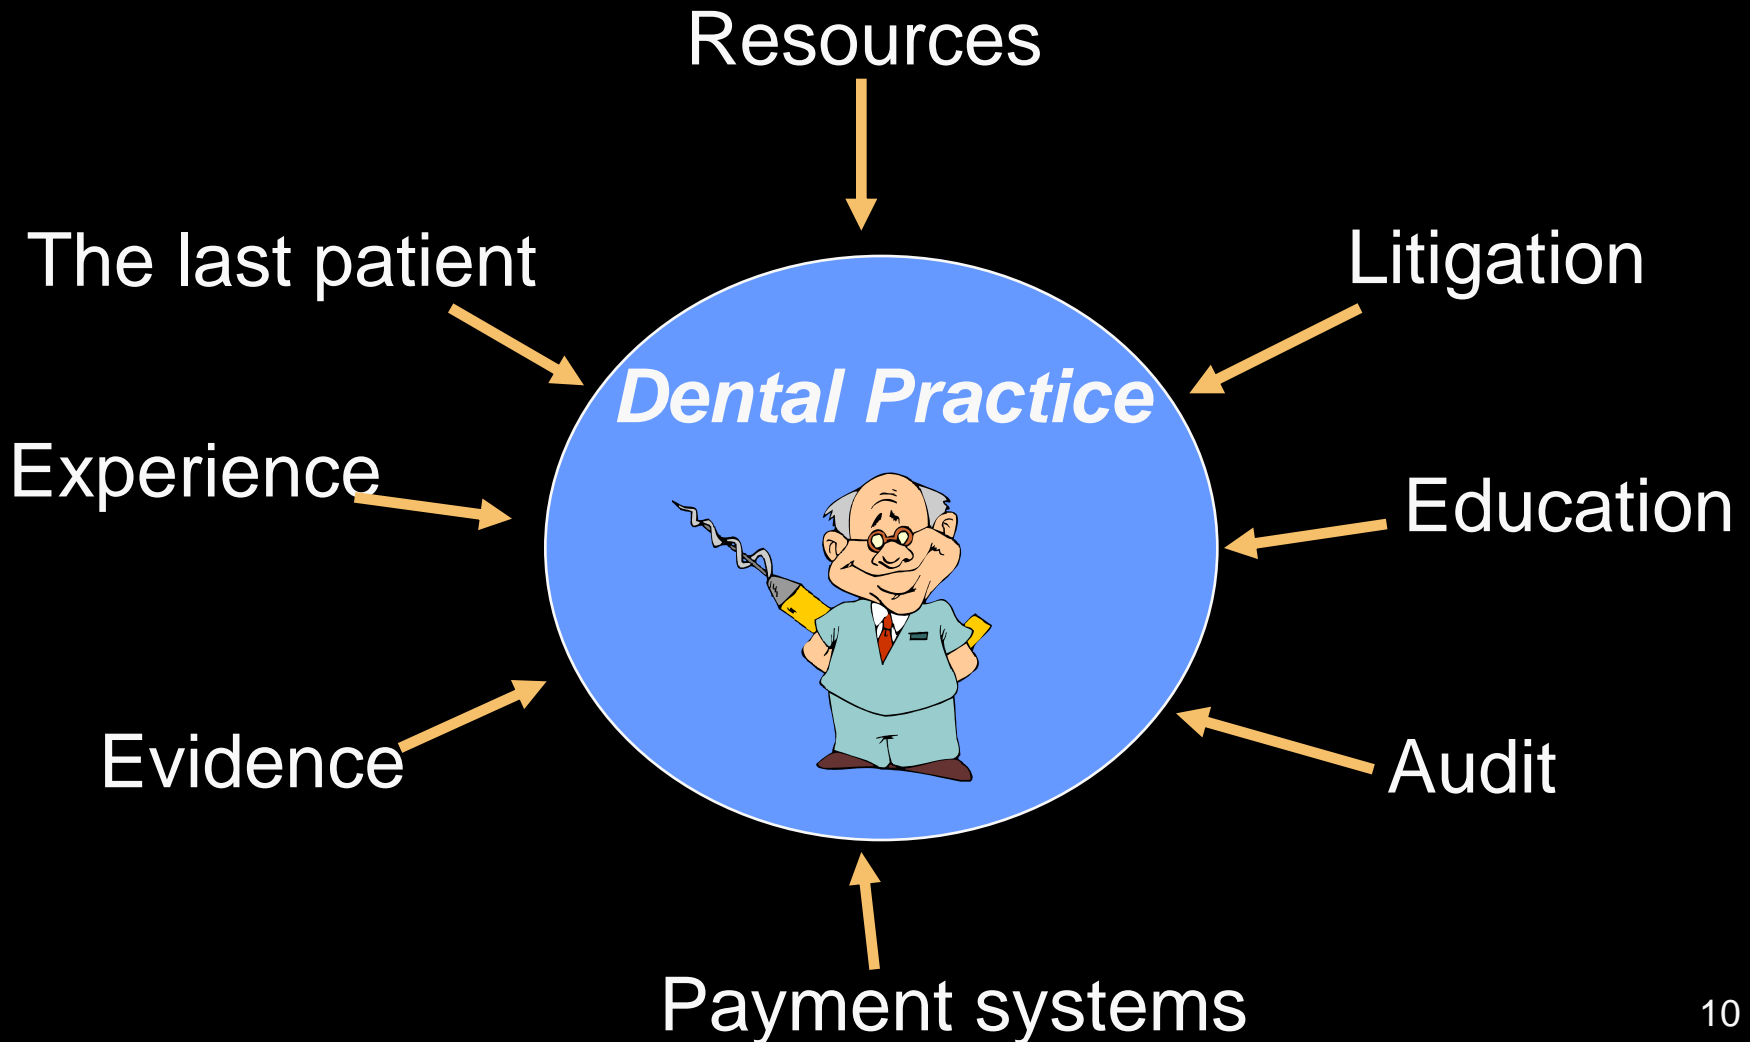 Resources
The last patient
Litigation
Dental Practice
Experience
Education
Evidence
Audit
Payment systems
10